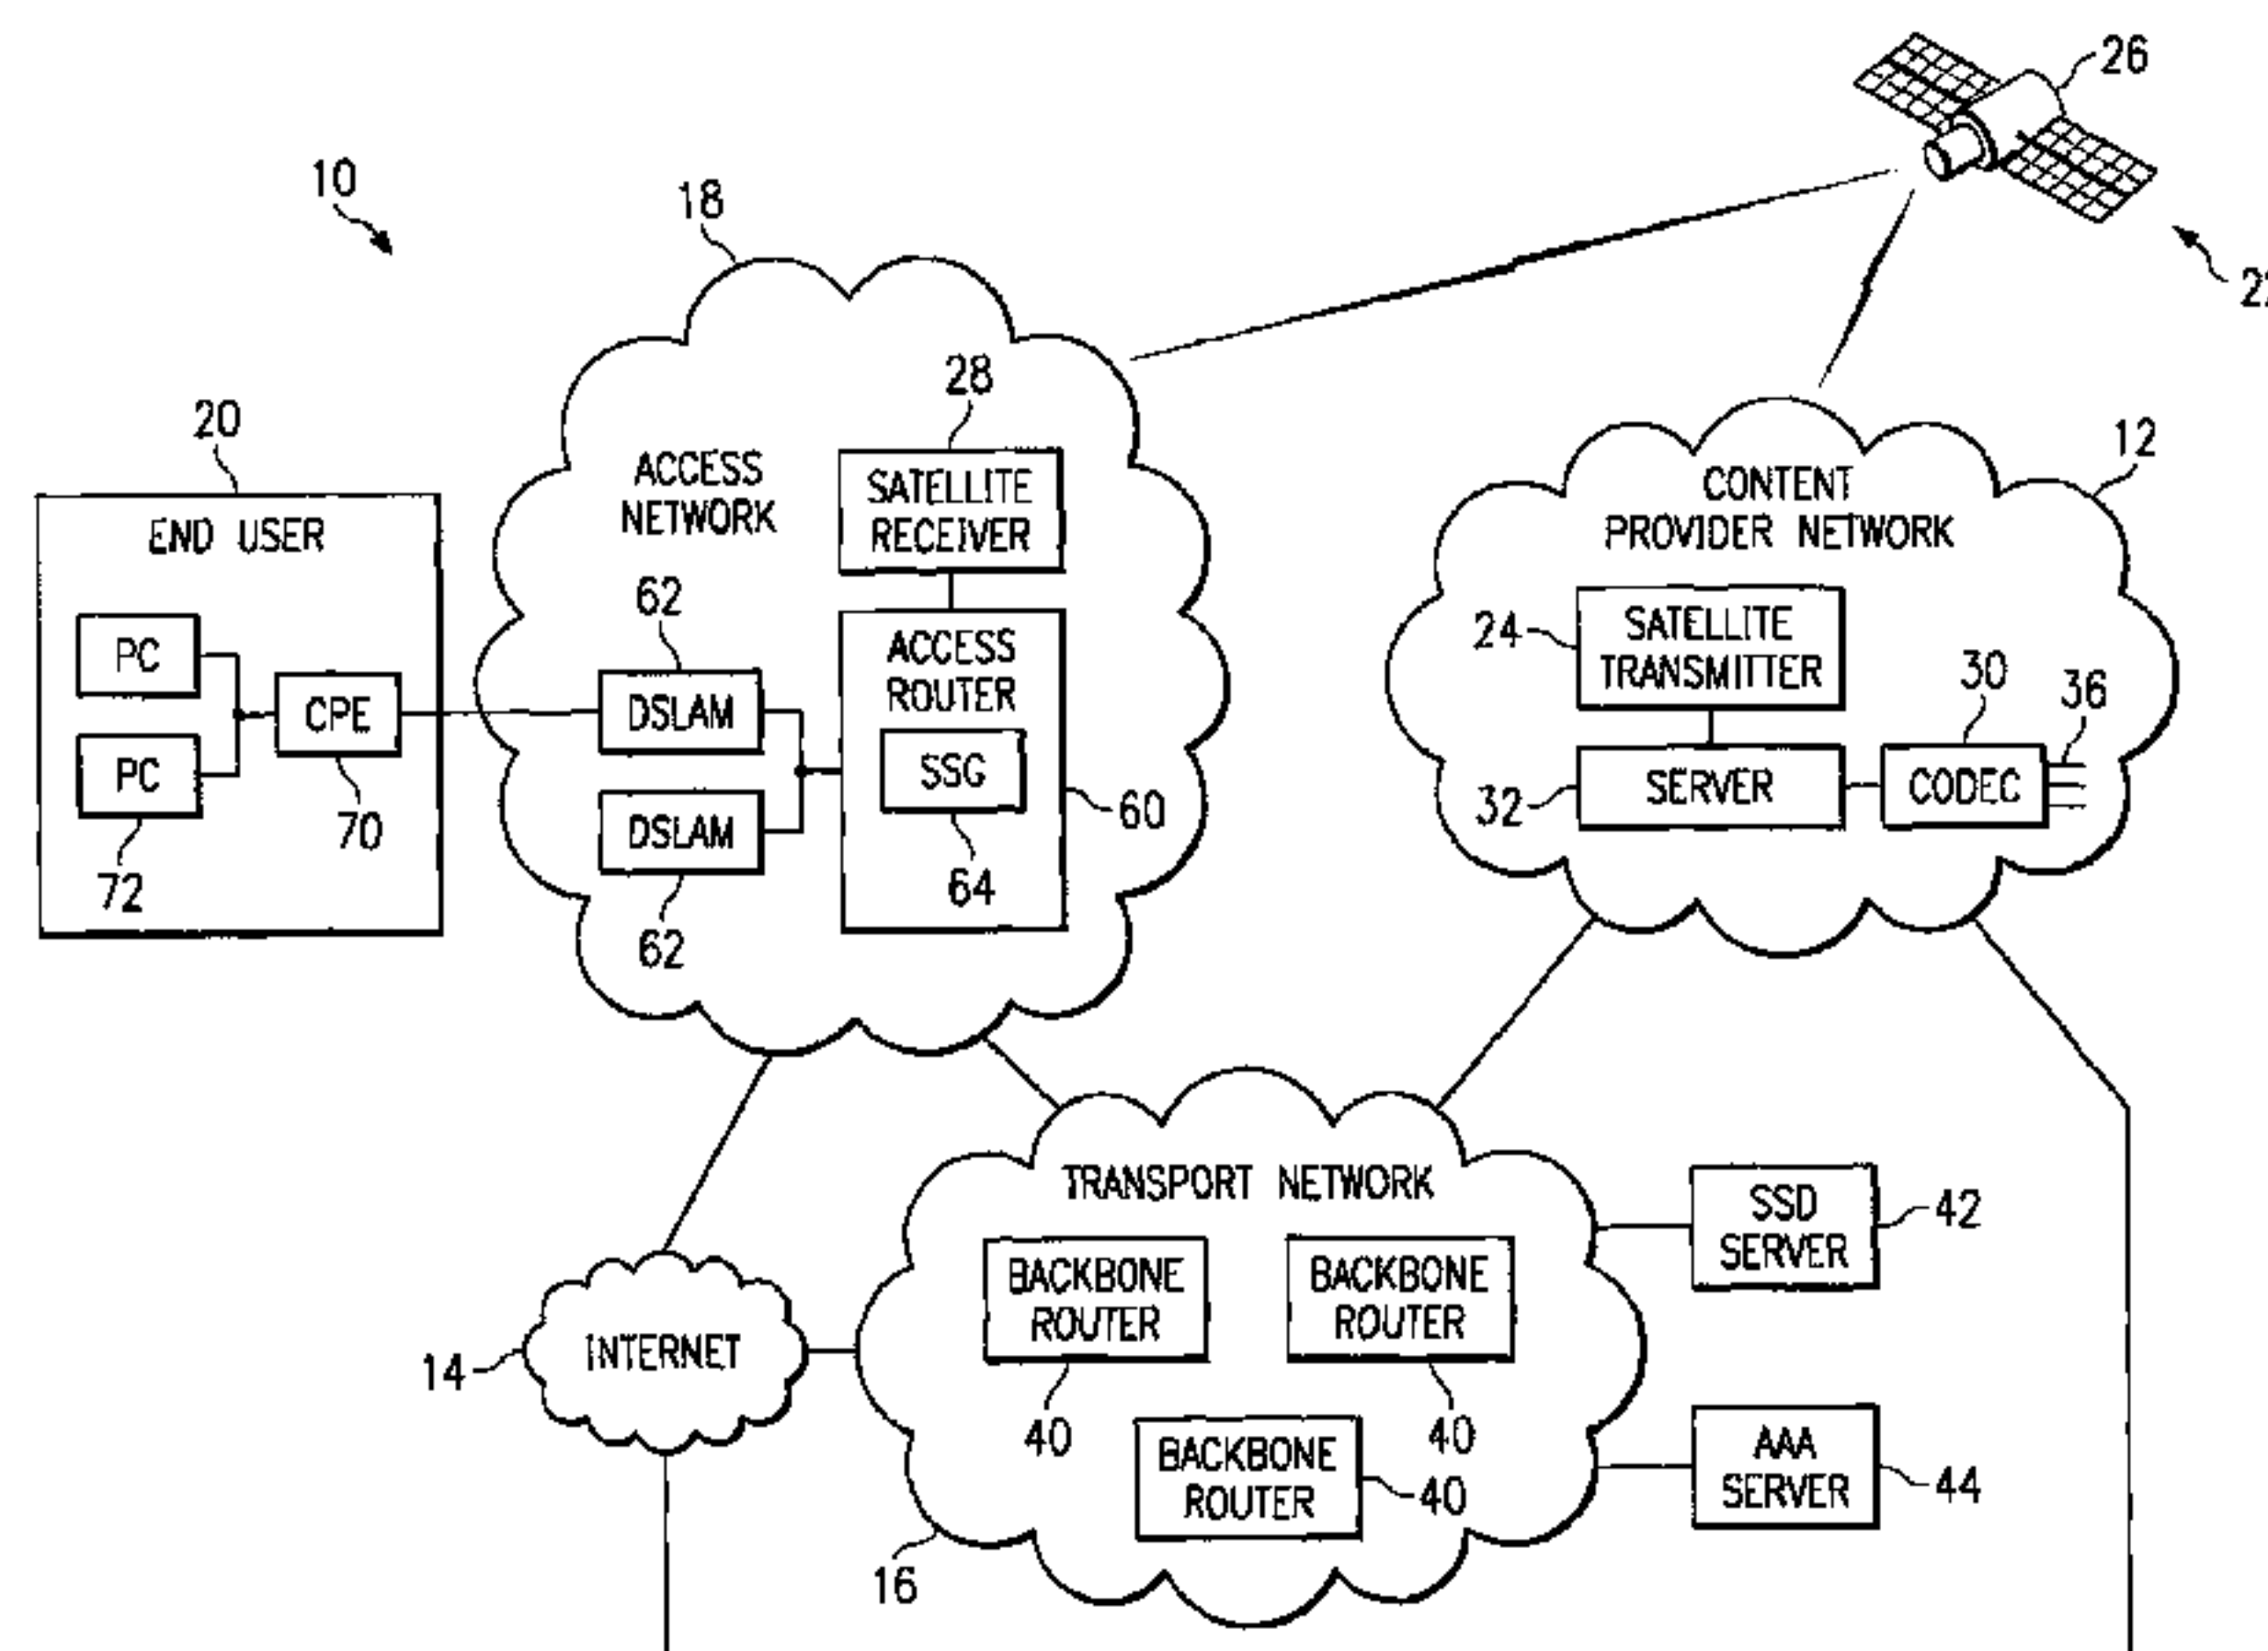 26
10
18
22
28
20
12
ACCESS
NETWORK
SATELLITE
RECEIVER
CONTENT
PROVIDER NETWORK
END USER
62
24
SATELLITE
TRANSMITTER
30
36
PC
CPE
DSLAM
ACCESS
ROUTER
PC
70
72
DSLAM
62
SSG
64
60
32
SERVER
CODEC
TRANSPORT NETWORK
SSD
SERVER
42
BACKBONE
ROUTER
40
BACKBONE
ROUTER
40
14
INTERNET
BACKBONE
ROUTER
40
AAA
SERVER
44
16